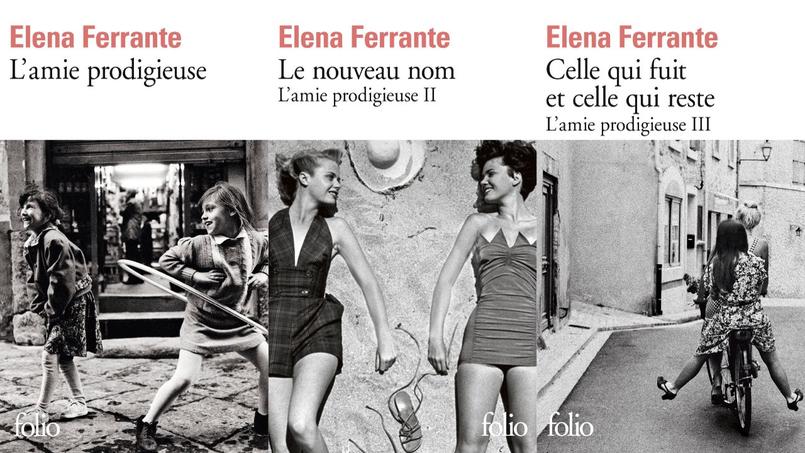 Elena Ferrante
L'amie prodigieuse
folio
Elena Ferrante
Le nouveau nom
L'amie prodigieuse II
folio
Elena Ferrante
Celle qui fuit
et celle qui reste
L'amie prodigieuse III
folio